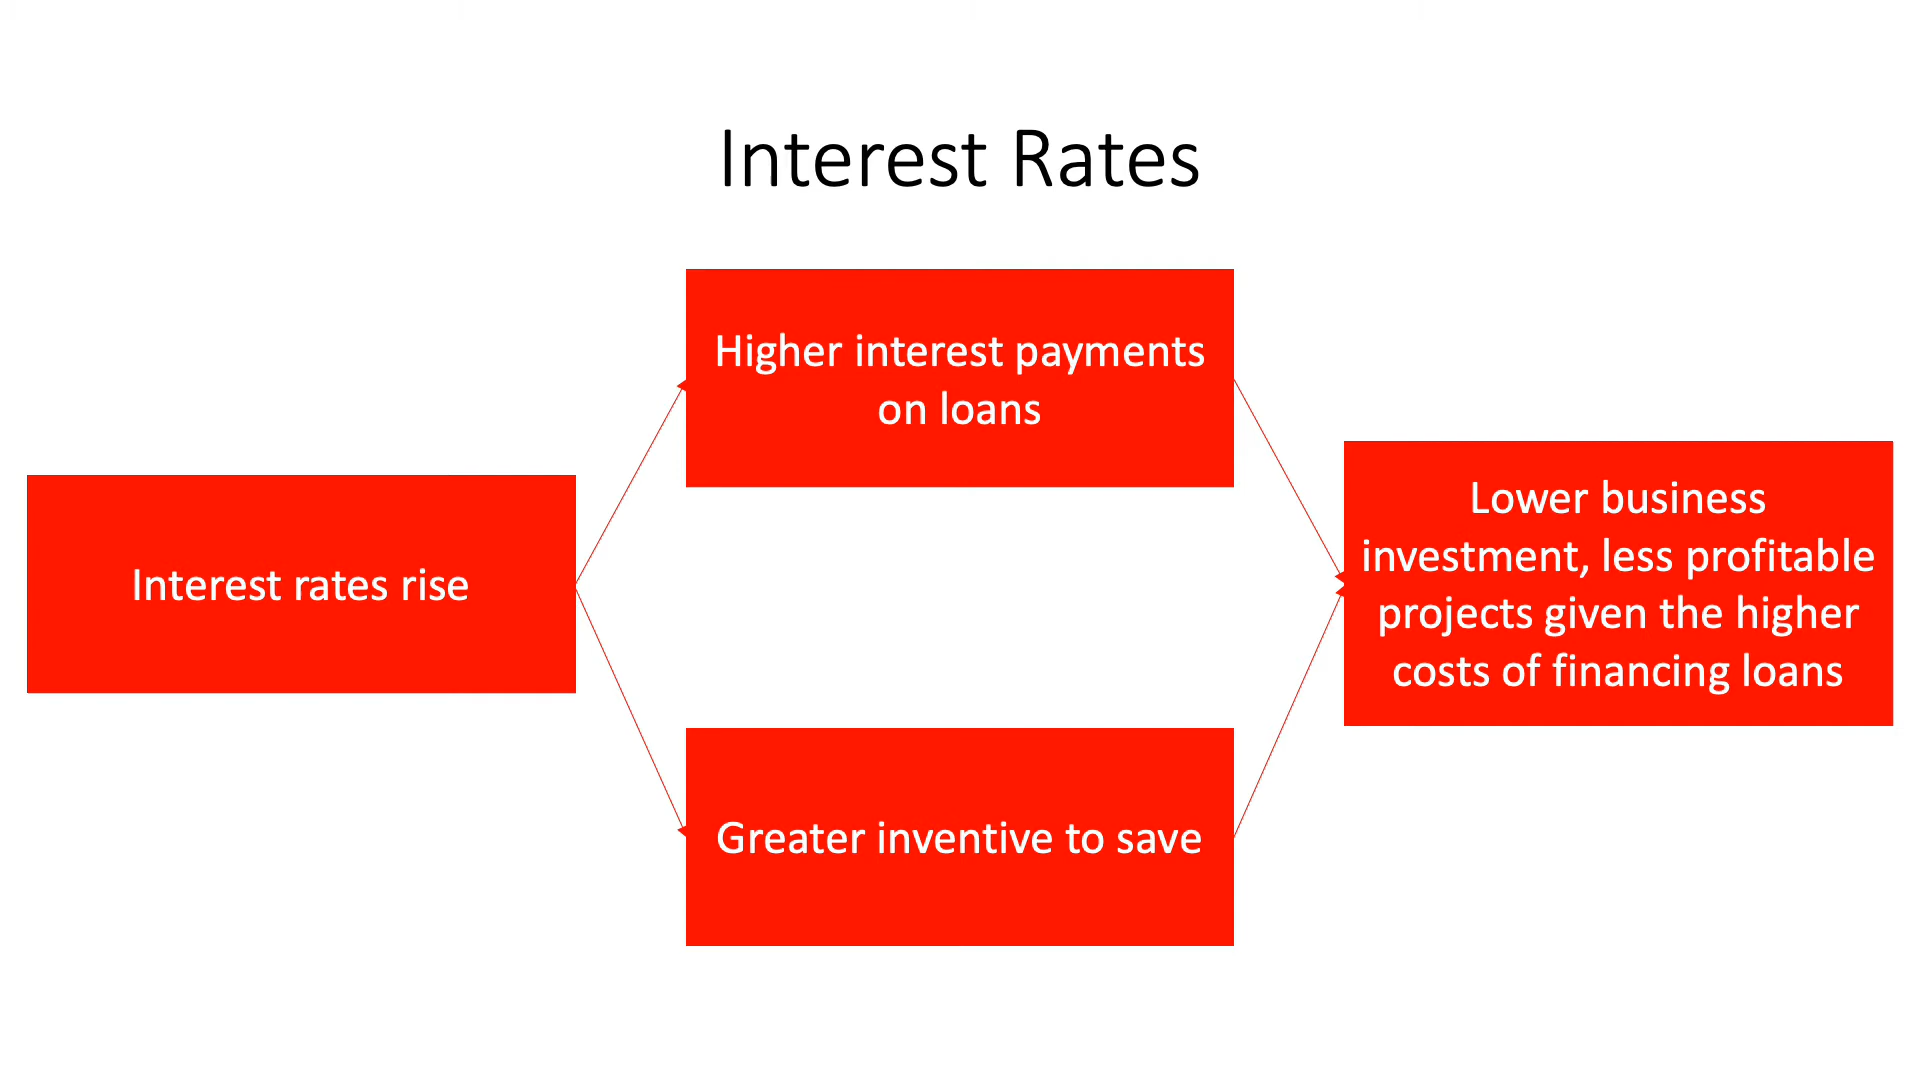 Interest Rates
Higher interest payments
on loans
Interest rates rise
Lower business
investment, less profitable
projects given the higher
costs of financing loans
Greater inventive to save